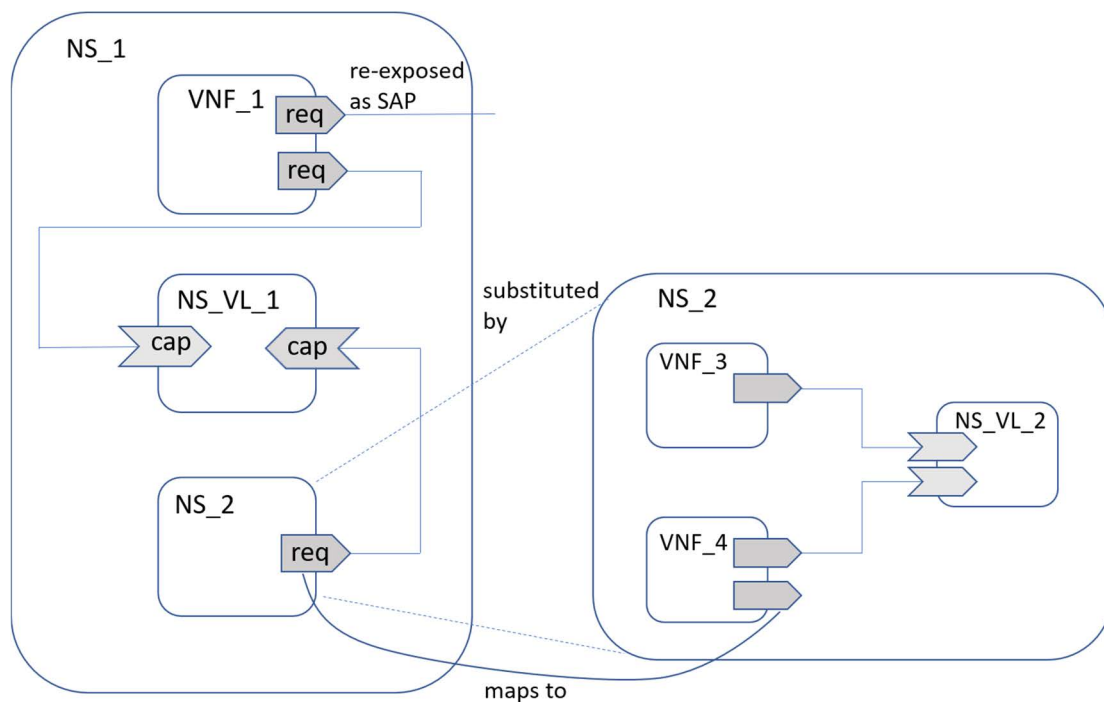 NS_1
re-exposed
as SAP
VNF_1
req
req
NS_VL_1
cap
cap
NS_2
req
substituted
by
NS_2
VNF_3
NS_VL_2
VNF_4
maps to